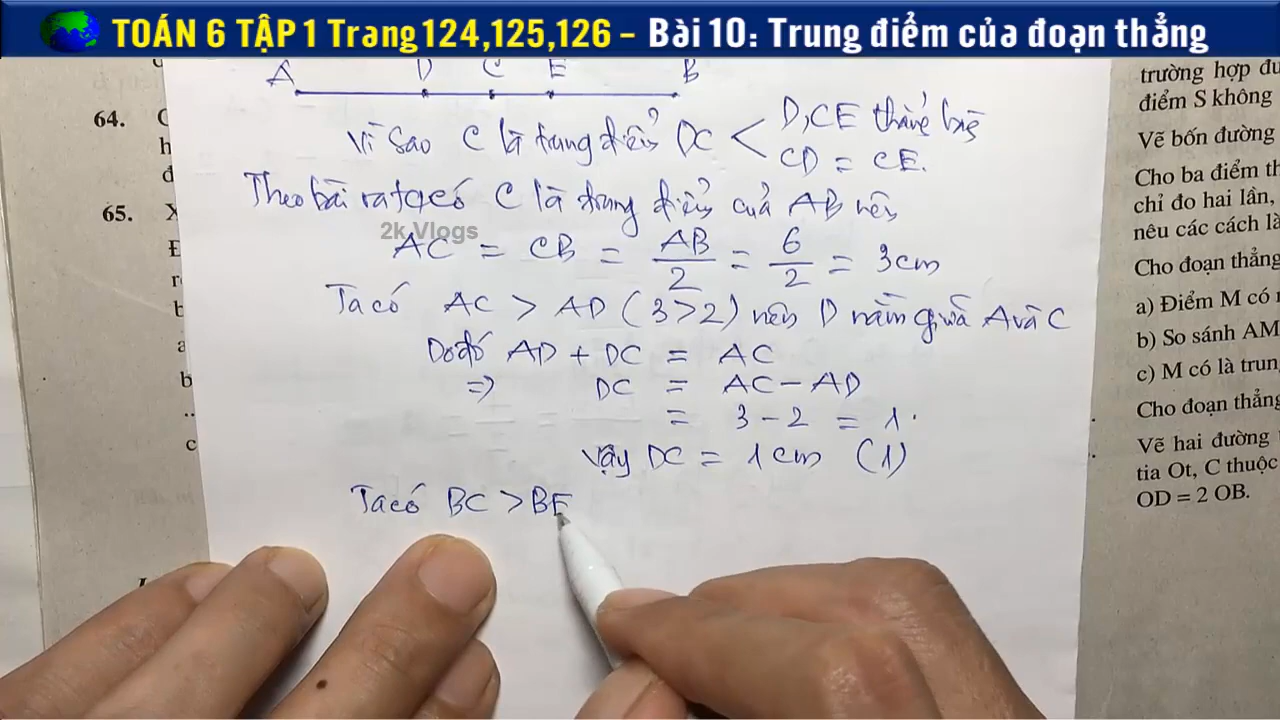 TOÁN 6 TẬP 1 Trang 124,125,126 - Bài 10: Trung điểm của đoạn thẳng
A D C E B
Vì sao C là trung điểm DC < D, CE thẳng
CD = CE.
Theo bài ra ta có C là trung điểm của AB nên
2k Vlogs
AC = CB = AB/2 = 6/2 = 3cm
Ta có AC > AD (3>2) nên D nằm giữa A và C
Do đó AD + DC = AC
=> DC = AC - AD
= 3 - 2 = 1.
Vậy DC = 1cm (1)
Ta có BC > BE
64.
65.
trường hợp
điểm S không
Vẽ bốn đường
Cho ba điểm
chỉ đo hai lần,
nêu các cách
Cho đoạn thẳng
a) Điểm M có
b) So sánh AM
c) M có là
Cho đoạn thẳng
Vẽ hai đường
tia Ot, C thuộc
OD = 2 OB.